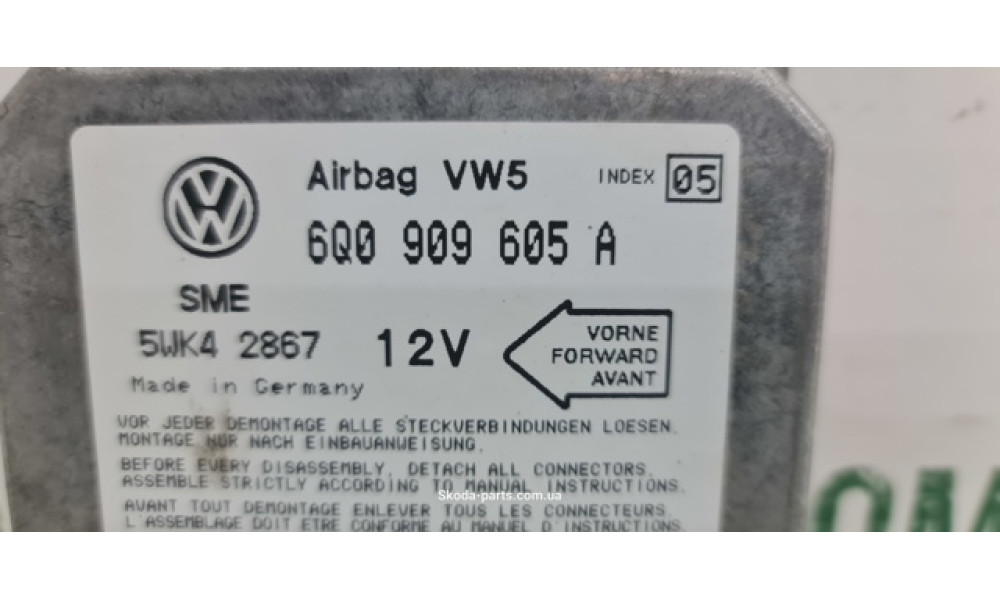 Airbag VW5 INDEX 05
6Q0 909 605 A
SME
5WK4 2867 12V
VORNE
FORWARD
AVANT
Made in Germany
VOR JEDER DEMONTAGE ALLE STECKVERBINDUNGEN LOESEN.
MONTAGE NUR NACH EINBAUANWEISUNG.
BEFORE EVERY DISASSEMBLY, DETACH ALL CONNECTORS.
ASSEMBLE STRICTLY ACCORDING TO MANUAL INSTRUCTIONS.
Skoda-parts.com.ua
AVANT TOUT DEMONTAGE ENLEVER TOUS LES CONNECTEURS.
L'ASSEMBLAGE DOIT ETRE CONFORME AU MANUEL D'INSTRUCTIONS